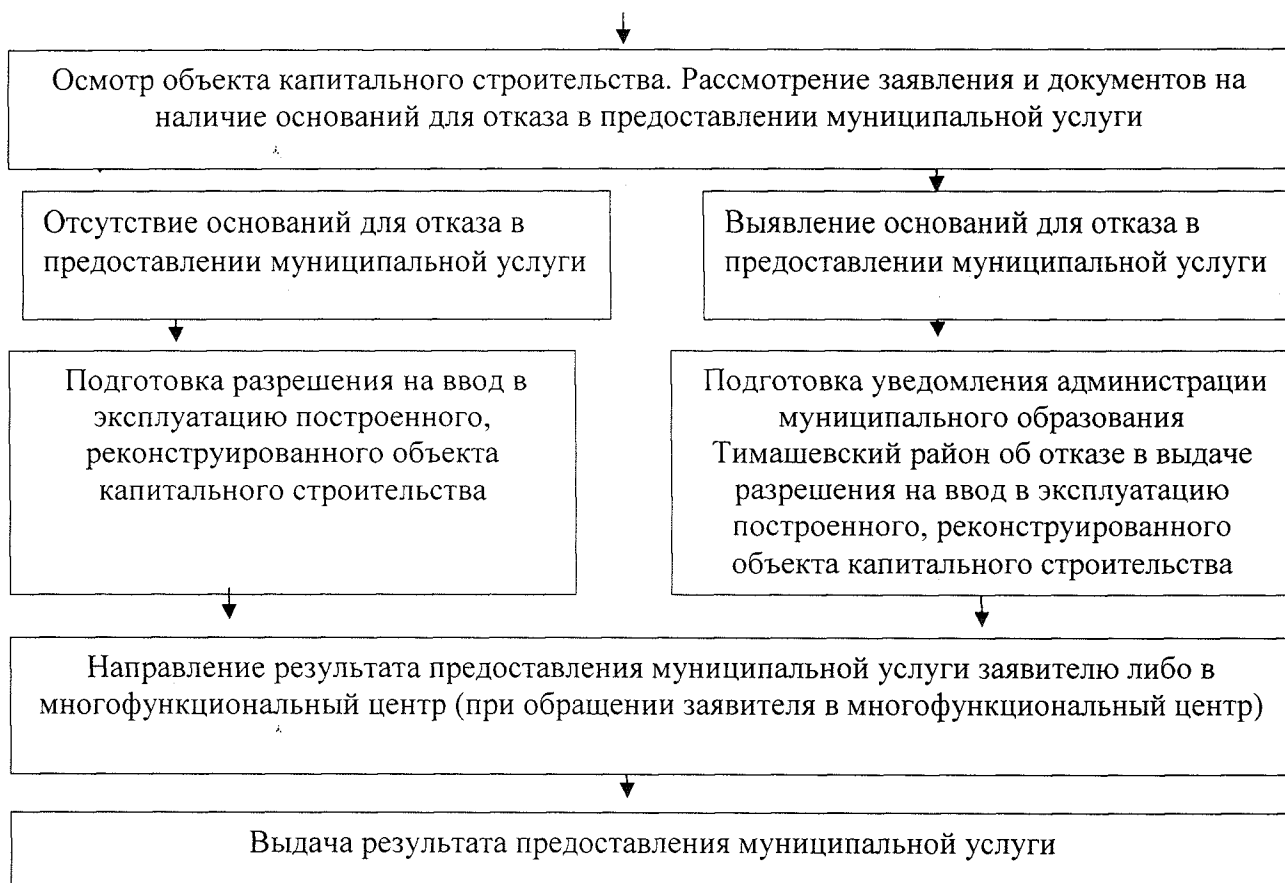 Осмотр объекта капитального строительства. Рассмотрение заявления и документов на
наличие оснований для отказа в предоставлении муниципальной услуги
Отсутствие оснований для отказа в
предоставлении муниципальной услуги
Выявление оснований для отказа в
предоставлении муниципальной услуги
Подготовка разрешения на ввод в
эксплуатацию построенного,
реконструированного объекта
капитального строительства
Подготовка уведомления администрации
муниципального образования
Тимашевский район об отказе в выдаче
разрешения на ввод в эксплуатацию
построенного, реконструированного
объекта капитального строительства
Направление результата предоставления муниципальной услуги заявителю либо в
многофункциональный центр (при обращении заявителя в многофункциональный центр)
Выдача результата предоставления муниципальной услуги